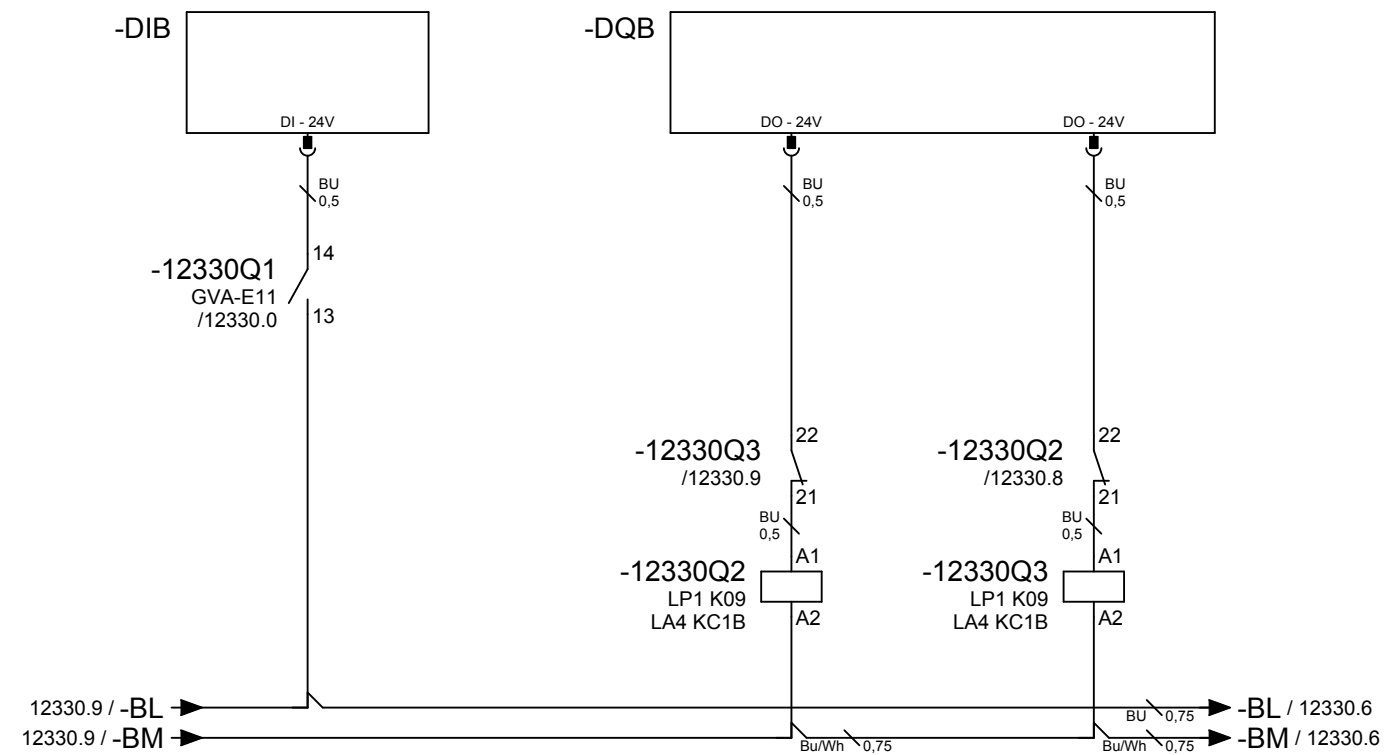 -DIB
DI - 24V
BU
0,5
14
-12330Q1
GVA-E11
/12330.0
13
-DQB
DO - 24V
DO - 24V
BU
0,5
BU
0,5
22
-12330Q3
/12330.9
21
BU
0,5
A1
-12330Q2
LP1 K09
LA4 KC1B
A2
22
-12330Q2
/12330.8
21
BU
0,5
A1
-12330Q3
LP1 K09
LA4 KC1B
A2
12330.9 / -BL
BU 0,75
-BL / 12330.6
12330.9 / -BM
Bu/Wh 0,75
Bu/Wh 0,75
-BM / 12330.6